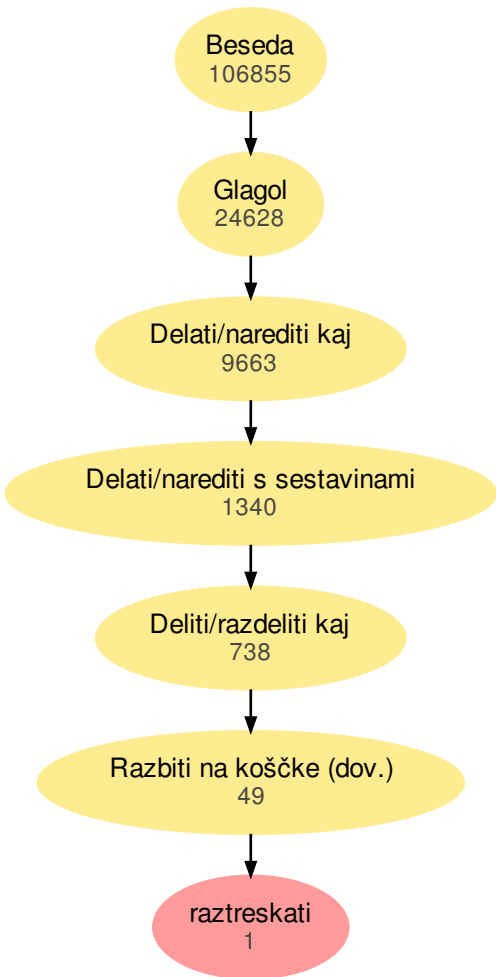 Beseda
106855
Glagol
24628
Delati/narediti kaj
9663
Delati/narediti s sestavinami
1340
Deliti/razdeliti kaj
738
Razbiti na koščke (dov.)
49
raztreskati
1